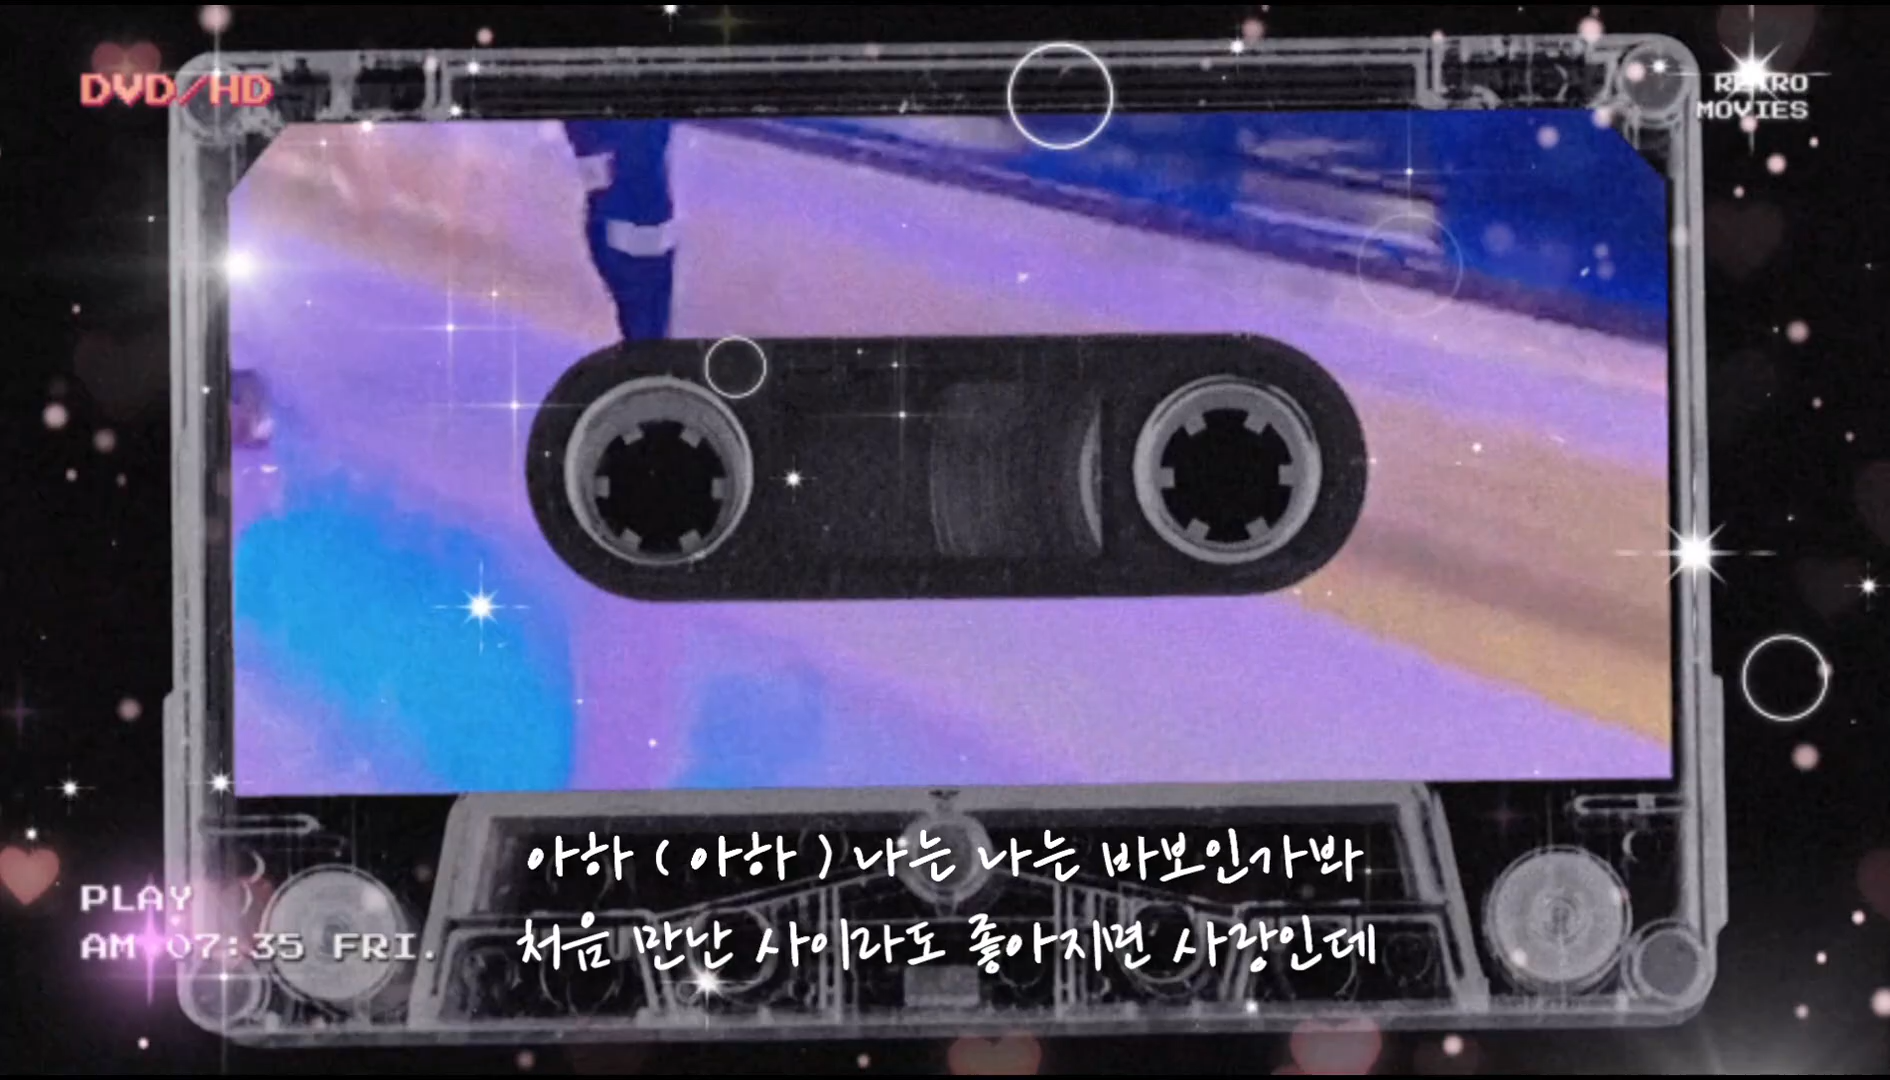 DVD/HD
RETRO
MOVIES
아하 ( 아하 ) 나는 나는 바보인가봐
처음 만난 사이라도 좋아지면 사랑인데
PLAY
AM 07:35 FRI.